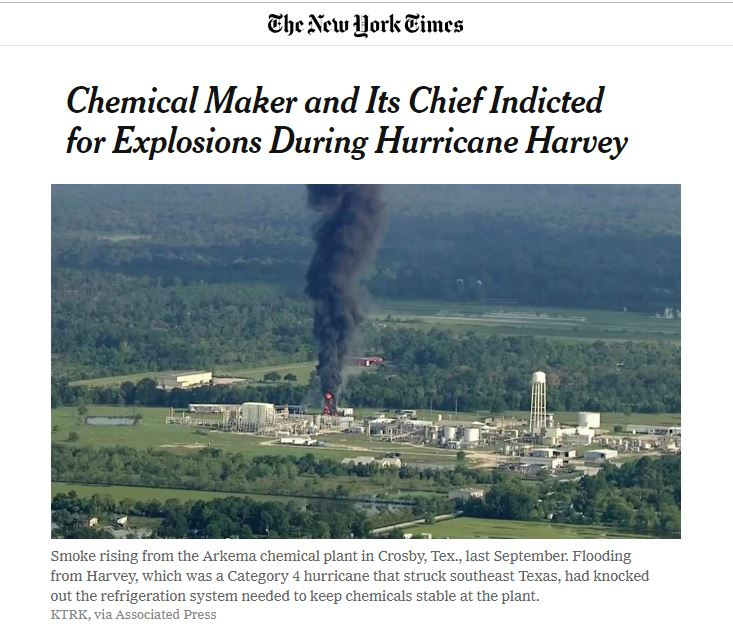 The New York Times
Chemical Maker and Its Chief Indicted
for Explosions During Hurricane Harvey
Smoke rising from the Arkema chemical plant in Crosby, Tex., last September. Flooding
from Harvey, which was a Category 4 hurricane that struck southeast Texas, had knocked
out the refrigeration system needed to keep chemicals stable at the plant.
KTRK, via Associated Press